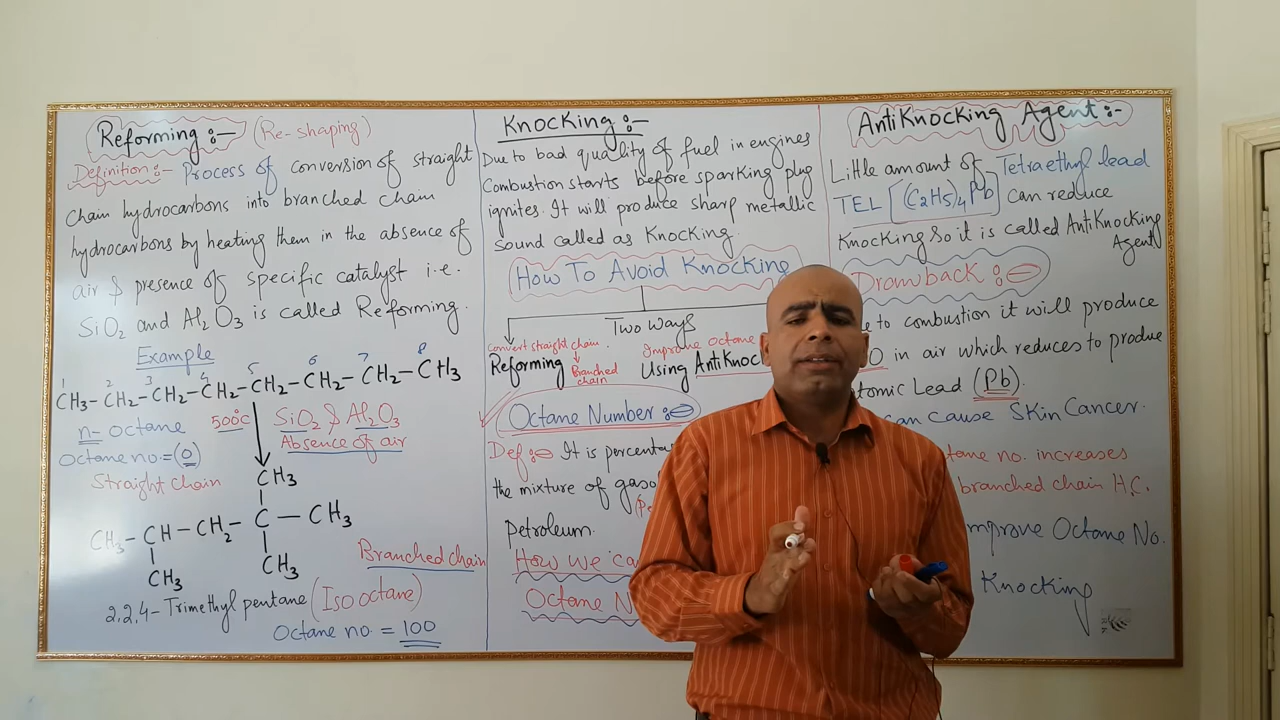 Reforming:- (Re-shaping)
Definition:- Process of conversion of straight
chain hydrocarbons into branched chain
hydrocarbons by heating them in the absence of
air & presence of specific catalyst i.e.
SiO2 and Al2O3 is called Reforming.
Example
1 2 3 4 5 6 7 8
CH3-CH2-CH2-CH2-CH2-CH2-CH2-CH3
n-octane 500°C SiO2 & Al2O3
Octane no.=(0) Absence of air
Straight chain
CH3
CH3-CH-CH2-C-CH3
CH3 CH3
Branched chain
2,2,4-Trimethyl pentane (Iso octane)
Octane no. = 100
Knocking:-
Due to bad quality of fuel in engines
Combustion starts before sparking plug
ignites. It will produce sharp metallic
sound called as Knocking.
How To Avoid Knocking
Two ways
Convert straight chain Improve octane
Reforming Branched chain Using
Octane Number:-
Def:- It is
the mixture of
Petroleum.
How we
Octane
AntiKnocking Agent:-
Little amount of Tetraethyl lead
TEL [(C2H5)4Pb] can reduce
Knocking So it is called AntiKnocking
Agent
Drawback:-
to combustion it will produce
in air which reduces to produce
Lead (Pb).
can cause Skin Cancer.
no. increases
branched chain H.C.
Octane No.
Knocking